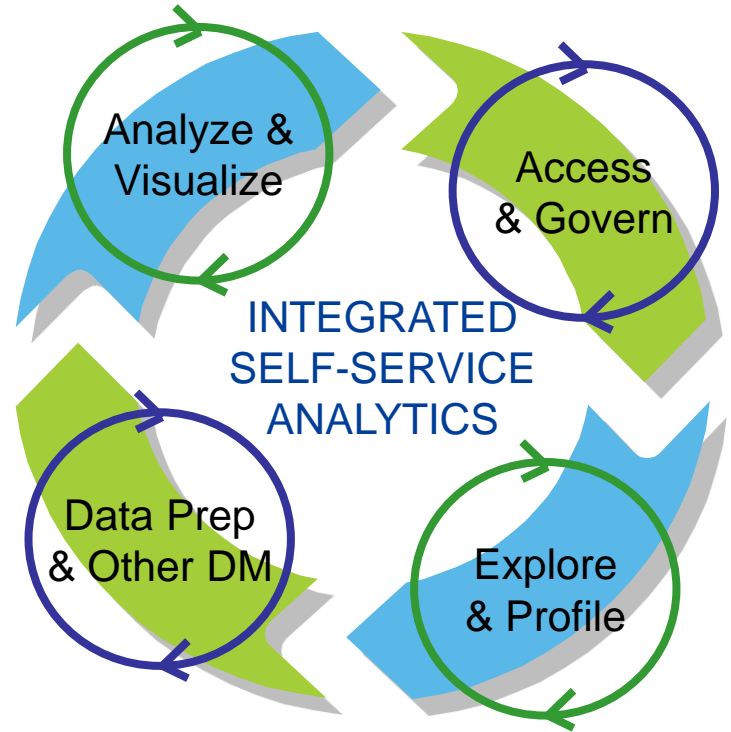 Analyze &
Visualize
Access
& Govern
INTEGRATED
SELF-SERVICE
ANALYTICS
Data Prep
& Other DM
Explore
& Profile